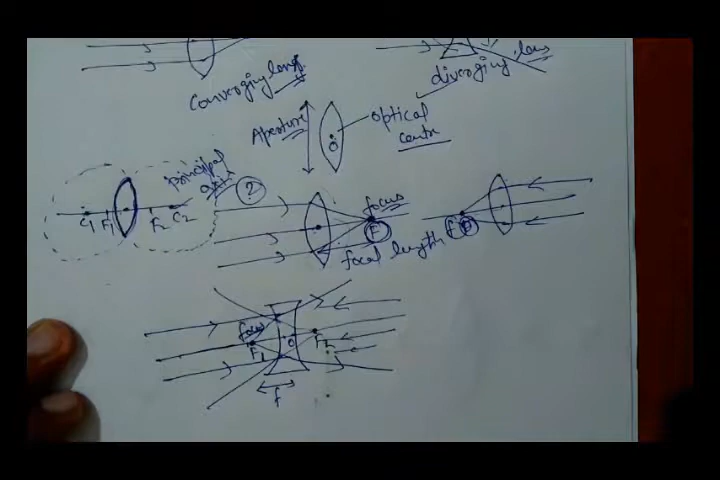 Converging lens
diverging lens
Aperture
optical
centre
O
principal
axis
C1 F1 F2 C2
2
focus
F
focal length
F
focus
F1 O F2
f